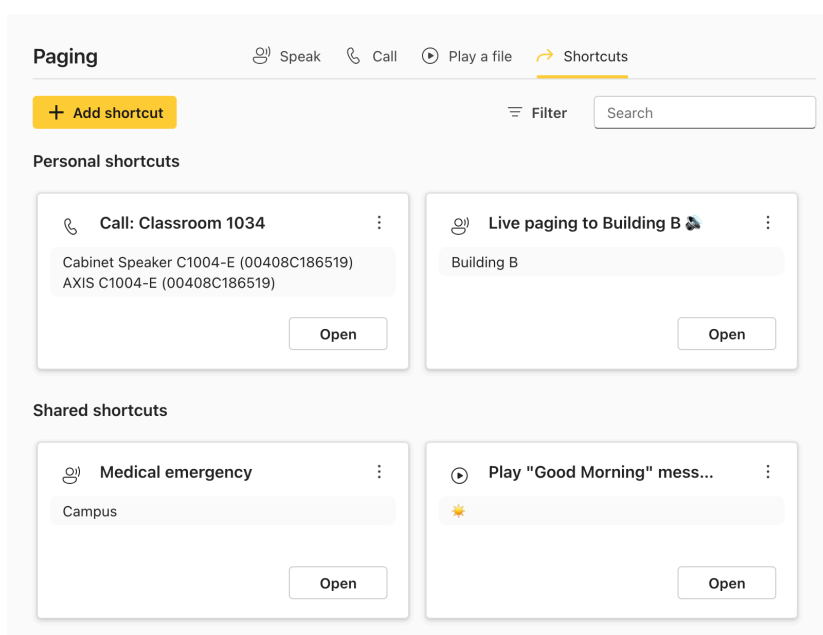 Paging
Speak
Call
Play a file
Shortcuts
Add shortcut
Filter
Search
Personal shortcuts
Call: Classroom 1034
Cabinet Speaker C1004-E (00408C186519)
AXIS C1004-E (00408C186519)
Open
Live paging to Building B 🔊
Building B
Open
Shared shortcuts
Medical emergency
Campus
Open
Play "Good Morning" mess...
☀️
Open